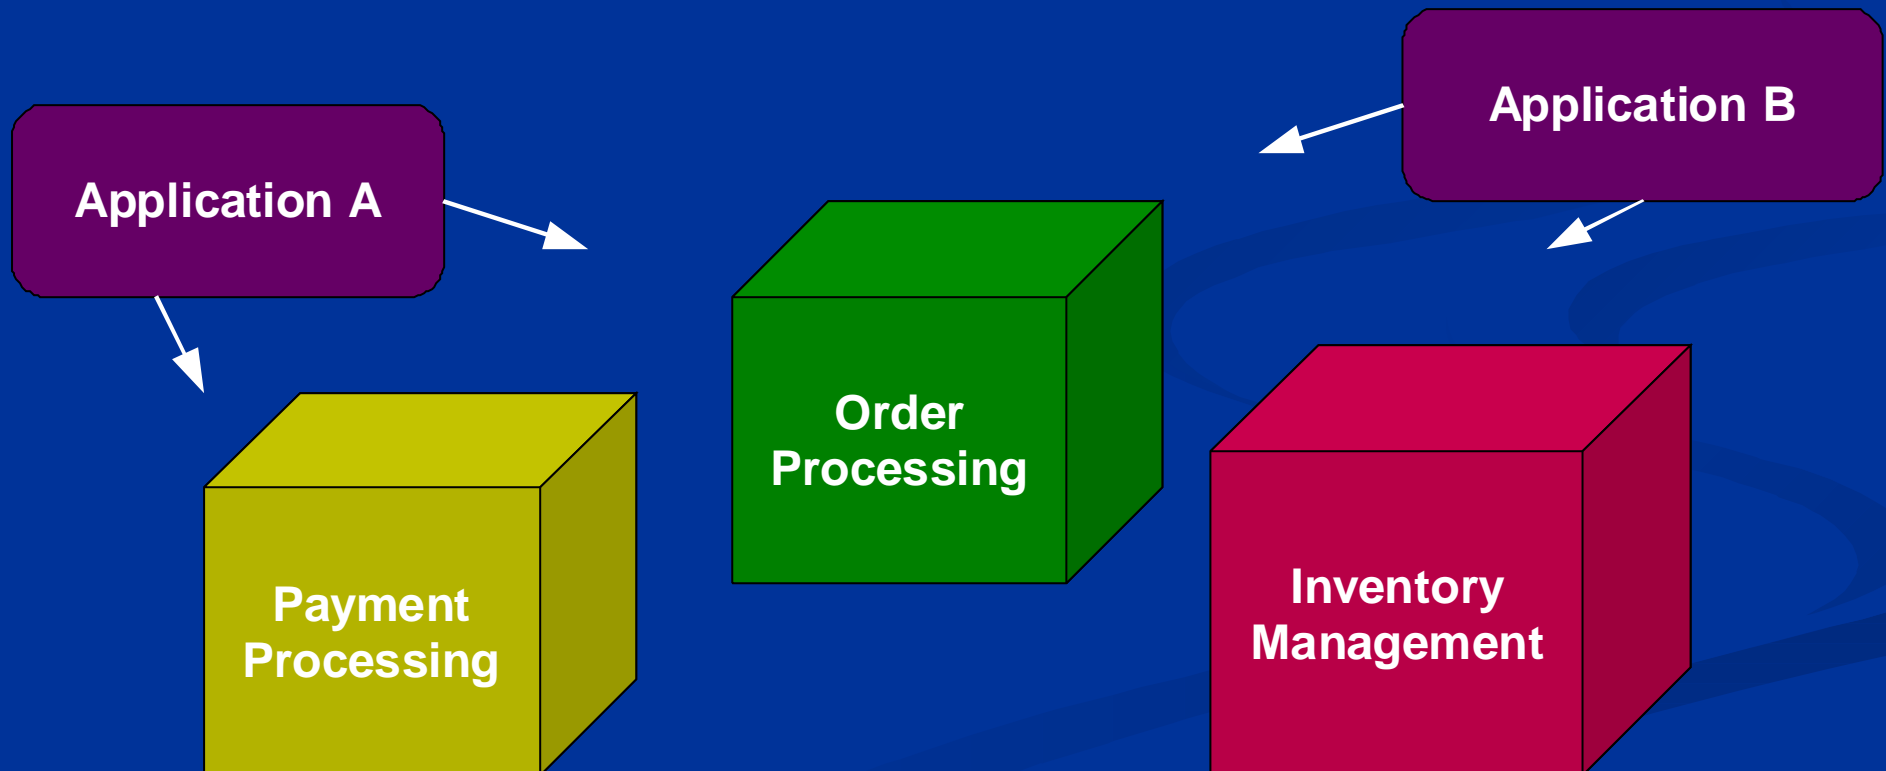 Application A
Application B
Order
Processing
Payment
Processing
Inventory
Management